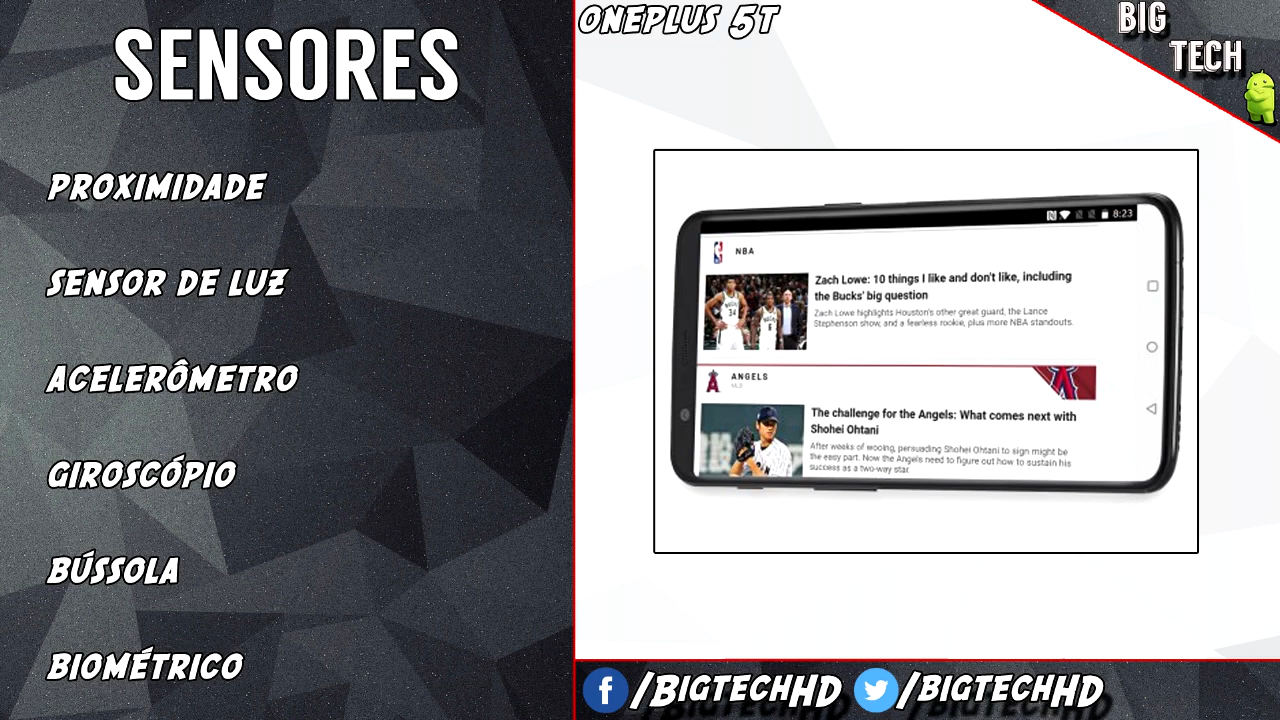 SENSORES
PROXIMIDADE
SENSOR DE LUZ
ACELERÔMETRO
GIROSCÓPIO
BÚSSOLA
BIOMÉTRICO
ONEPLUS 5T
BIG
TECH
8:23
NBA
Zach Lowe: 10 things I like and don't like, including
the Bucks' big question
Zach Lowe highlights Houston's other great guard, the Lance
Stephenson show, and a fearless rookie, plus more NBA standouts.
34
6
ANGELS
MLB
The challenge for the Angels: What comes next with
Shohei Ohtani
After weeks of wooing, persuading Shohei Ohtani to sign might be
the easy part. Now the Angels need to figure out how to sustain his
success as a two-way star.
/BIGTECHHD
/BIGTECHHD